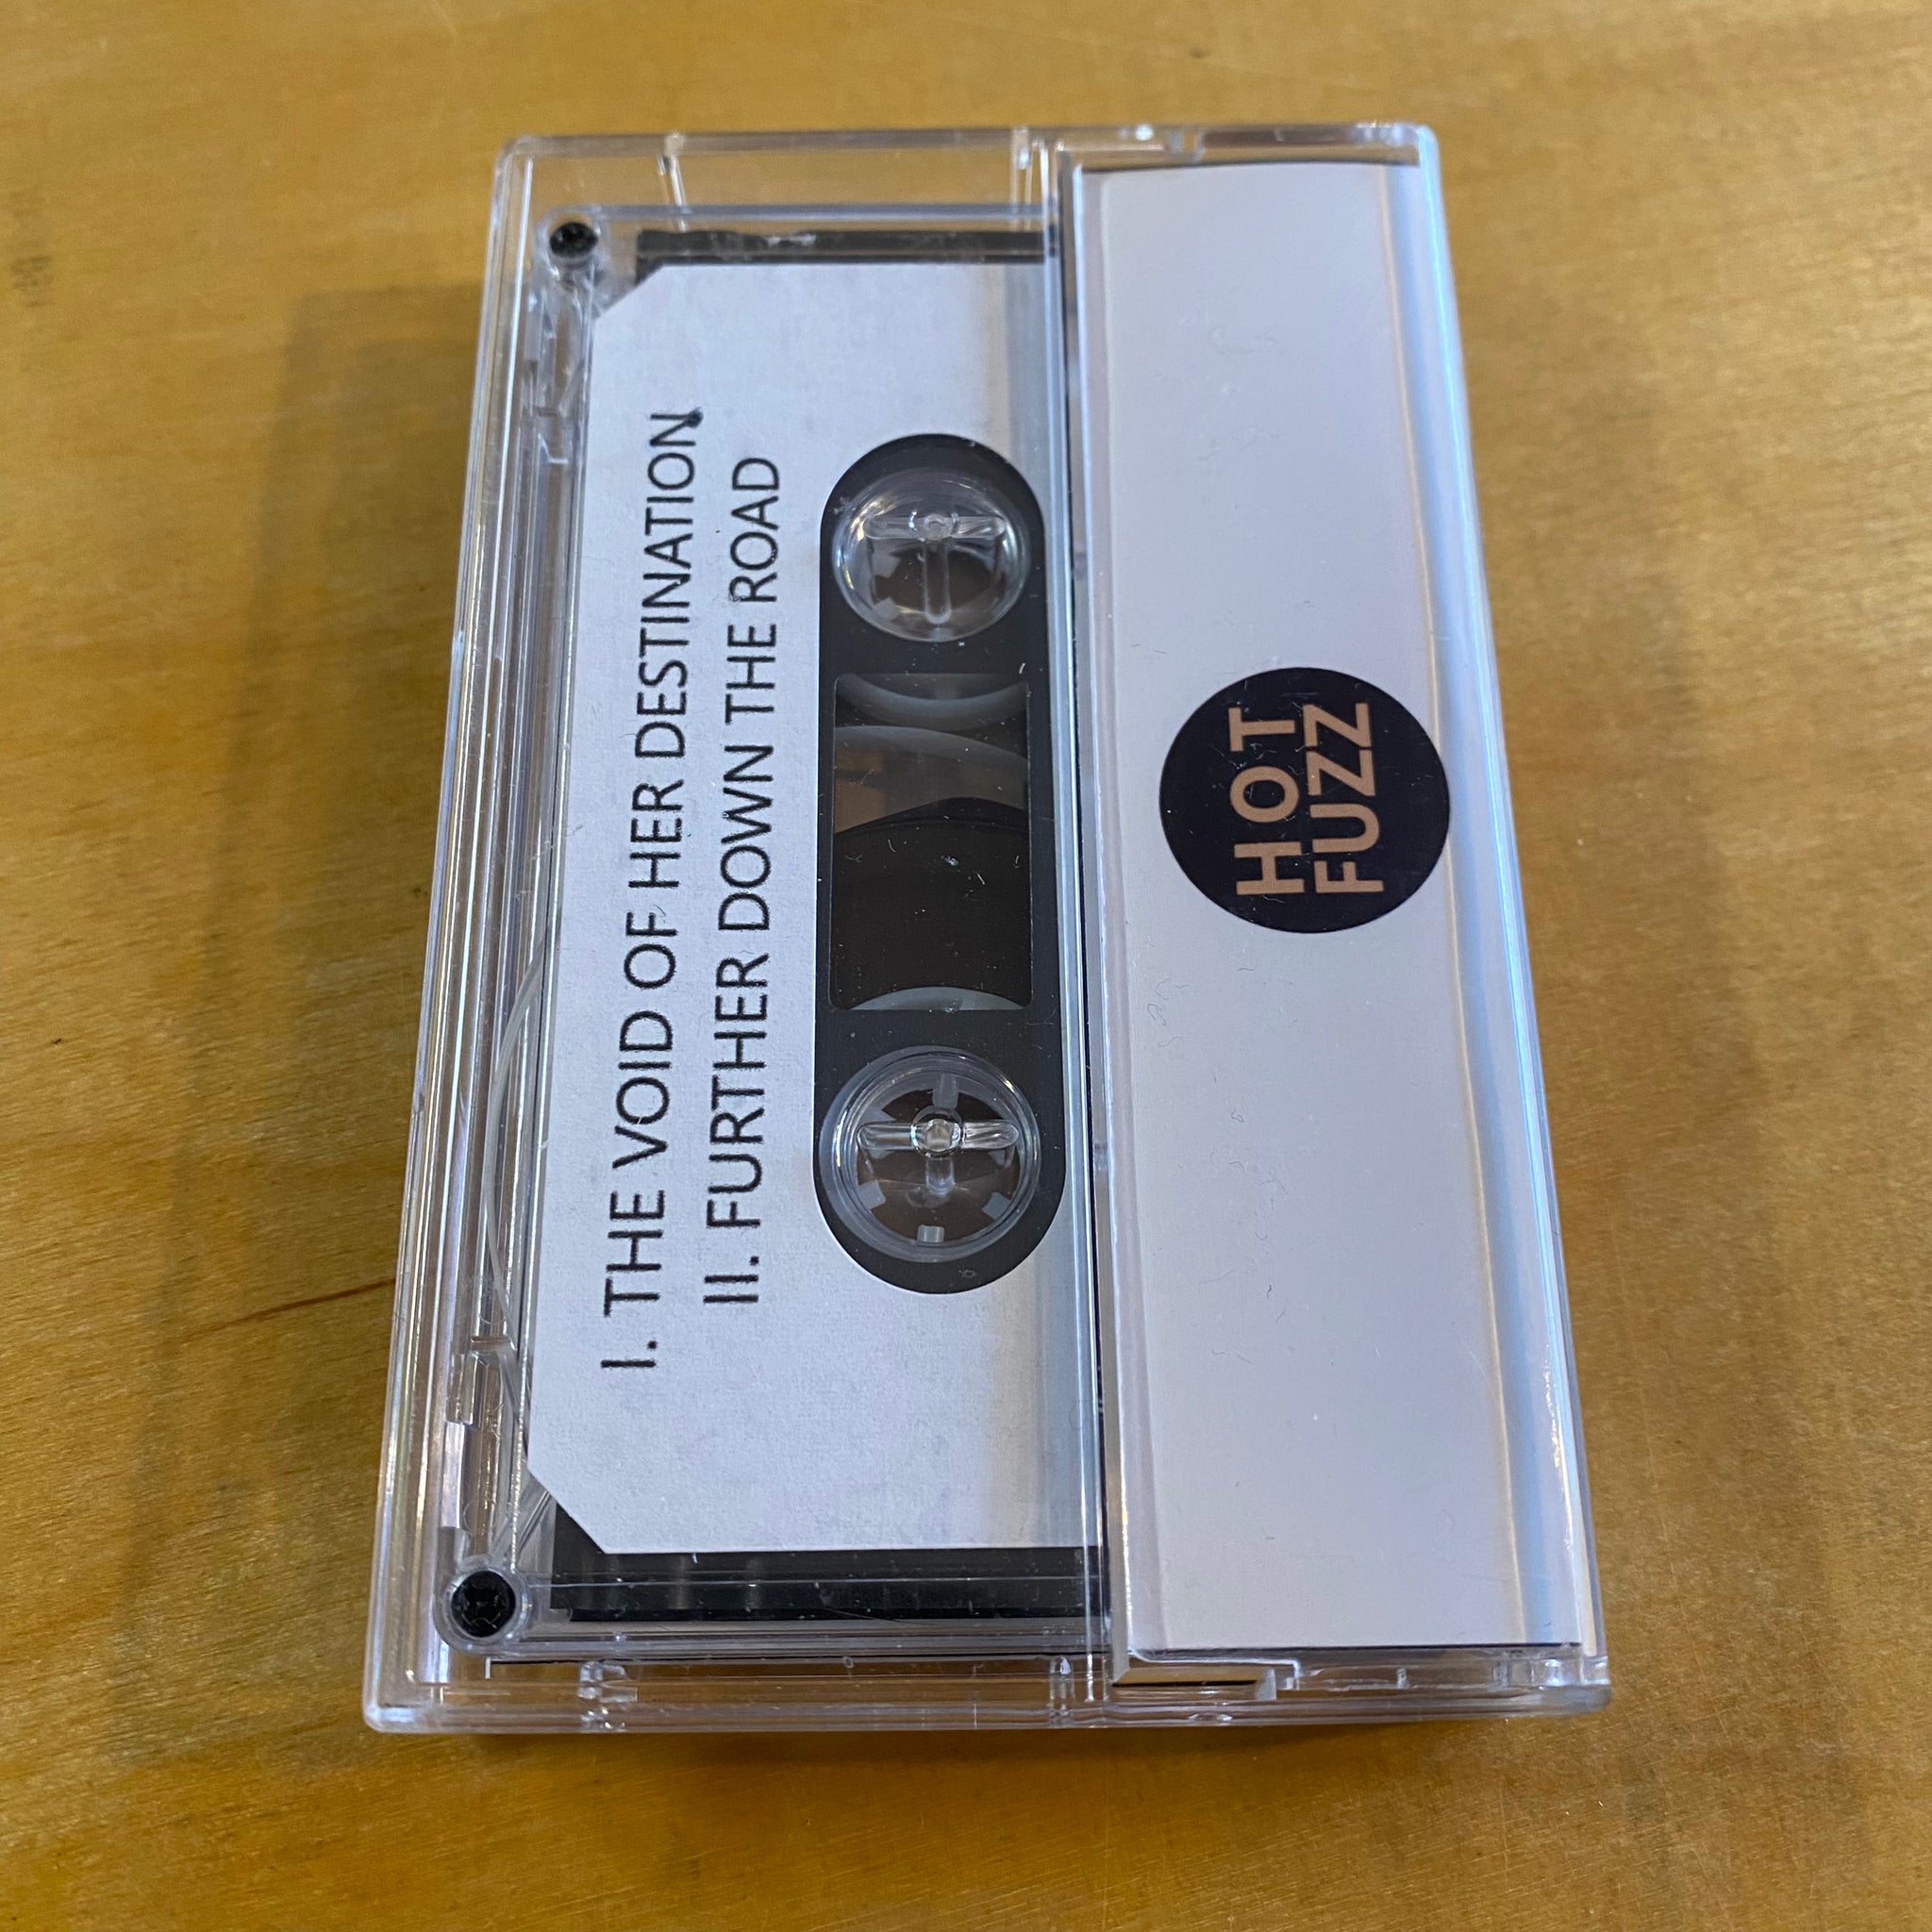 I. THE VOID OF HER DESTINATION
II. FURTHER DOWN THE ROAD
HOT
FUZZ